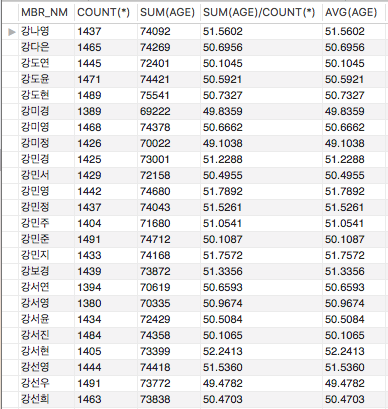 MBR_NM COUNT(*) SUM(AGE) SUM(AGE)/COUNT(*) AVG(AGE)
강나영 1437 74092 51.5602 51.5602
강다은 1465 74269 50.6956 50.6956
강도연 1445 72401 50.1045 50.1045
강도윤 1471 74421 50.5921 50.5921
강도현 1489 75541 50.7327 50.7327
강미경 1389 69222 49.8359 49.8359
강미영 1468 74378 50.6662 50.6662
강미정 1426 70022 49.1038 49.1038
강민경 1425 73001 51.2288 51.2288
강민서 1429 72158 50.4955 50.4955
강민영 1442 74680 51.7892 51.7892
강민정 1437 74043 51.5261 51.5261
강민주 1404 71680 51.0541 51.0541
강민준 1491 74712 50.1087 50.1087
강민지 1433 74168 51.7572 51.7572
강보경 1439 73872 51.3356 51.3356
강서연 1394 70619 50.6593 50.6593
강서영 1380 70335 50.9674 50.9674
강서윤 1434 72429 50.5084 50.5084
강서진 1484 74358 50.1065 50.1065
강서현 1405 73399 52.2413 52.2413
강선영 1444 74418 51.5360 51.5360
강선우 1491 73772 49.4782 49.4782
강선희 1463 73838 50.4703 50.4703